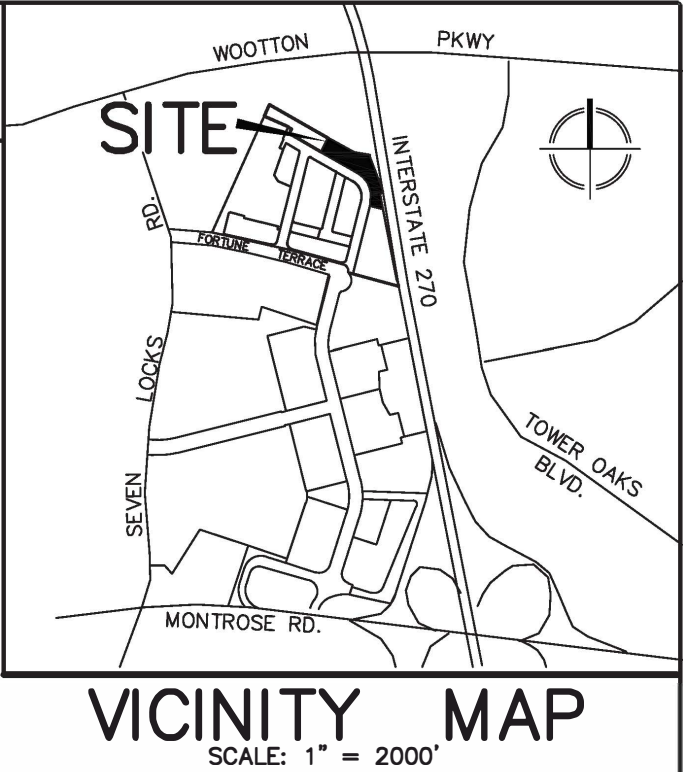 WOOTTON PKWY
SITE
INTERSTATE 270
SEVEN LOCKS RD.
FORTUNE TERRACE
TOWER OAKS
BLVD.
MONTROSE RD.
VICINITY MAP
SCALE: 1" = 2000'